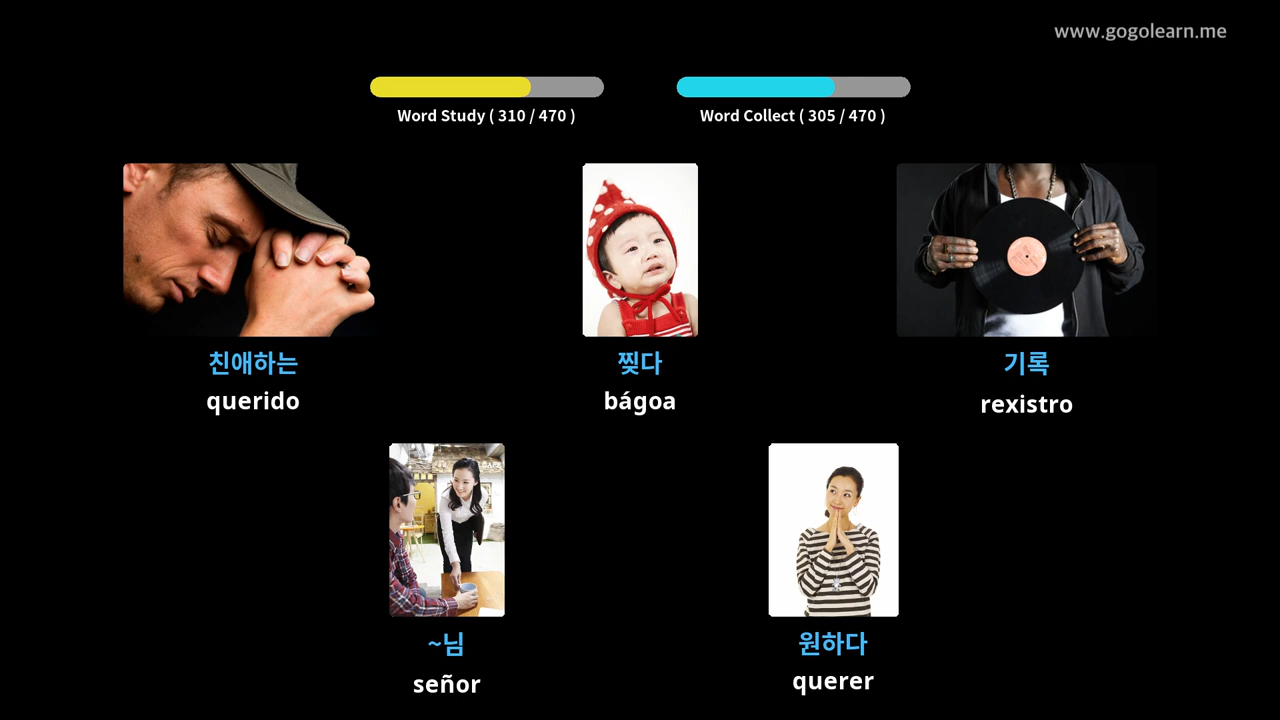 www.gogolearn.me
Word Study ( 310 / 470 )
Word Collect ( 305 / 470 )
친애하는
querido
찢다
bágoa
기록
rexistro
~님
señor
원하다
querer